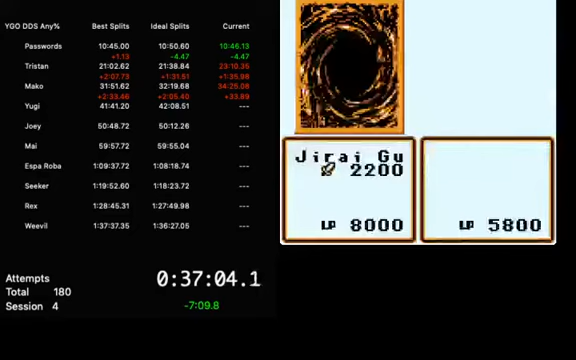 YGO DDS Any% Best Splits Ideal Splits Current
Passwords 10:45.00 10:50.60 10:46.13
+1.13 -4.47 -4.47
Tristan 21:02.62 21:38.84 23:10.35
+2:07.73 +1:31.51 +1:35.98
Mako 31:51.62 32:19.68 34:25.08
+2:33.46 +2:05.40 +33.89
Yugi 41:41.20 42:08.51 ---
Joey 50:48.72 50:12.26 ---
Mai 59:57.72 59:55.04 ---
Espa Roba 1:09:37.72 1:08:18.74 ---
Seeker 1:19:52.60 1:18:23.72 ---
Rex 1:28:45.31 1:27:49.98 ---
Weevil 1:37:37.35 1:36:27.05 ---
Attempts
Total 180
Session 4
0:37:04.1
-7:09.8
Jirai Gu
2200
LP 8000
LP 5800